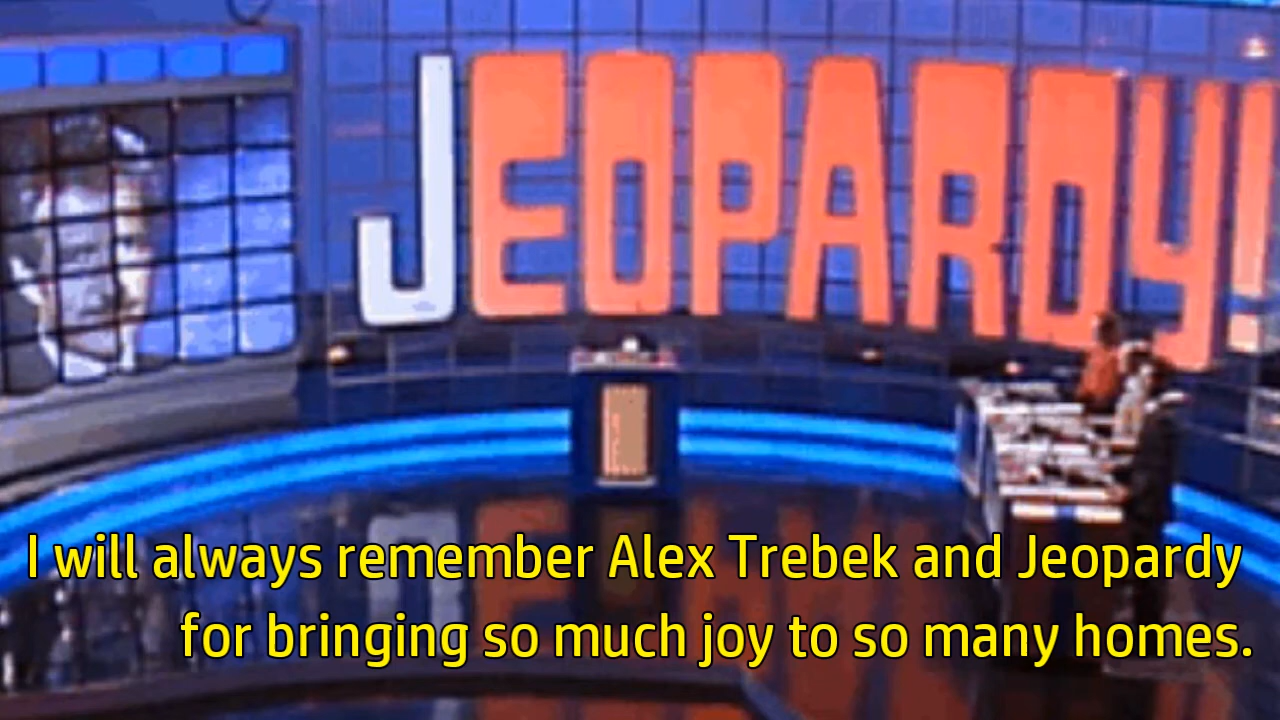 JEOPARDY!
I will always remember Alex Trebek and Jeopardy
for bringing so much joy to so many homes.